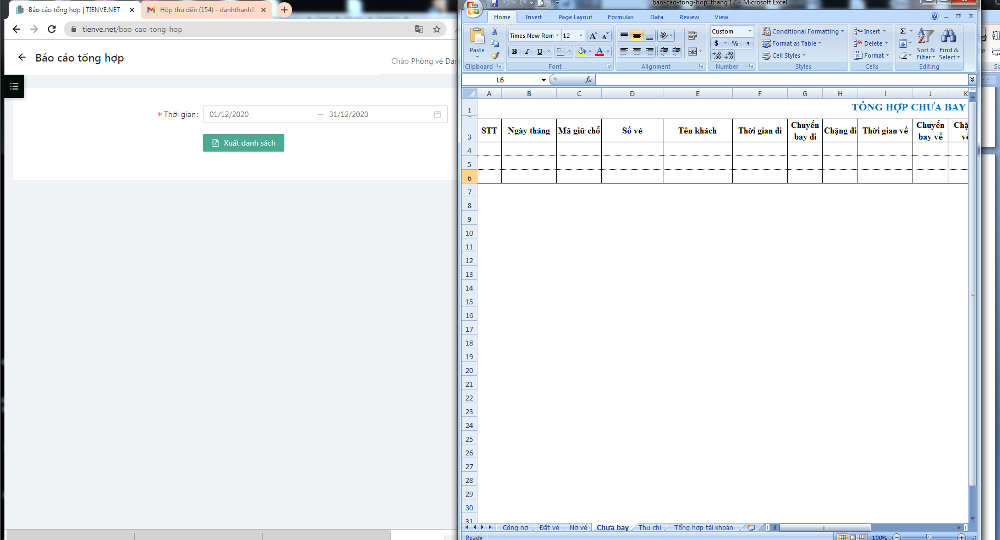 Báo cáo tổng hợp | TIENVE.NET
Hộp thư đến (154) - danhthanh8
tienve.net/bao-cao-tong-hop
Báo cáo tổng hợp
Chào Phòng vé Dan
* Thời gian:
01/12/2020
31/12/2020
Xuất danh sách
bao-cao-tong-hop thang 12 - Microsoft Excel
Home
Insert
Page Layout
Formulas
Data
Review
View
Paste
Clipboard
Times New Rom
12
B I U
Font
Alignment
Custom
$ % ,
Number
Conditional Formatting
Format as Table
Cell Styles
Styles
Insert
Delete
Format
Cells
Sort & Filter
Find & Select
Editing
L6
fx
A B C D E F G H I J K
TỔNG HỢP CHƯA BAY
STT
Ngày tháng
Mã giữ chỗ
Số vé
Tên khách
Thời gian đi
Chuyến bay đi
Chặng đi
Thời gian về
Chuyến bay về
1
3
4
5
6
7
8
9
10
11
12
13
14
15
16
17
18
19
20
21
22
23
24
25
26
27
28
29
30
31
Công nợ
Đặt vé
Nợ vé
Chưa bay
Thu chi
Tổng hợp tài khoản
Ready
100%